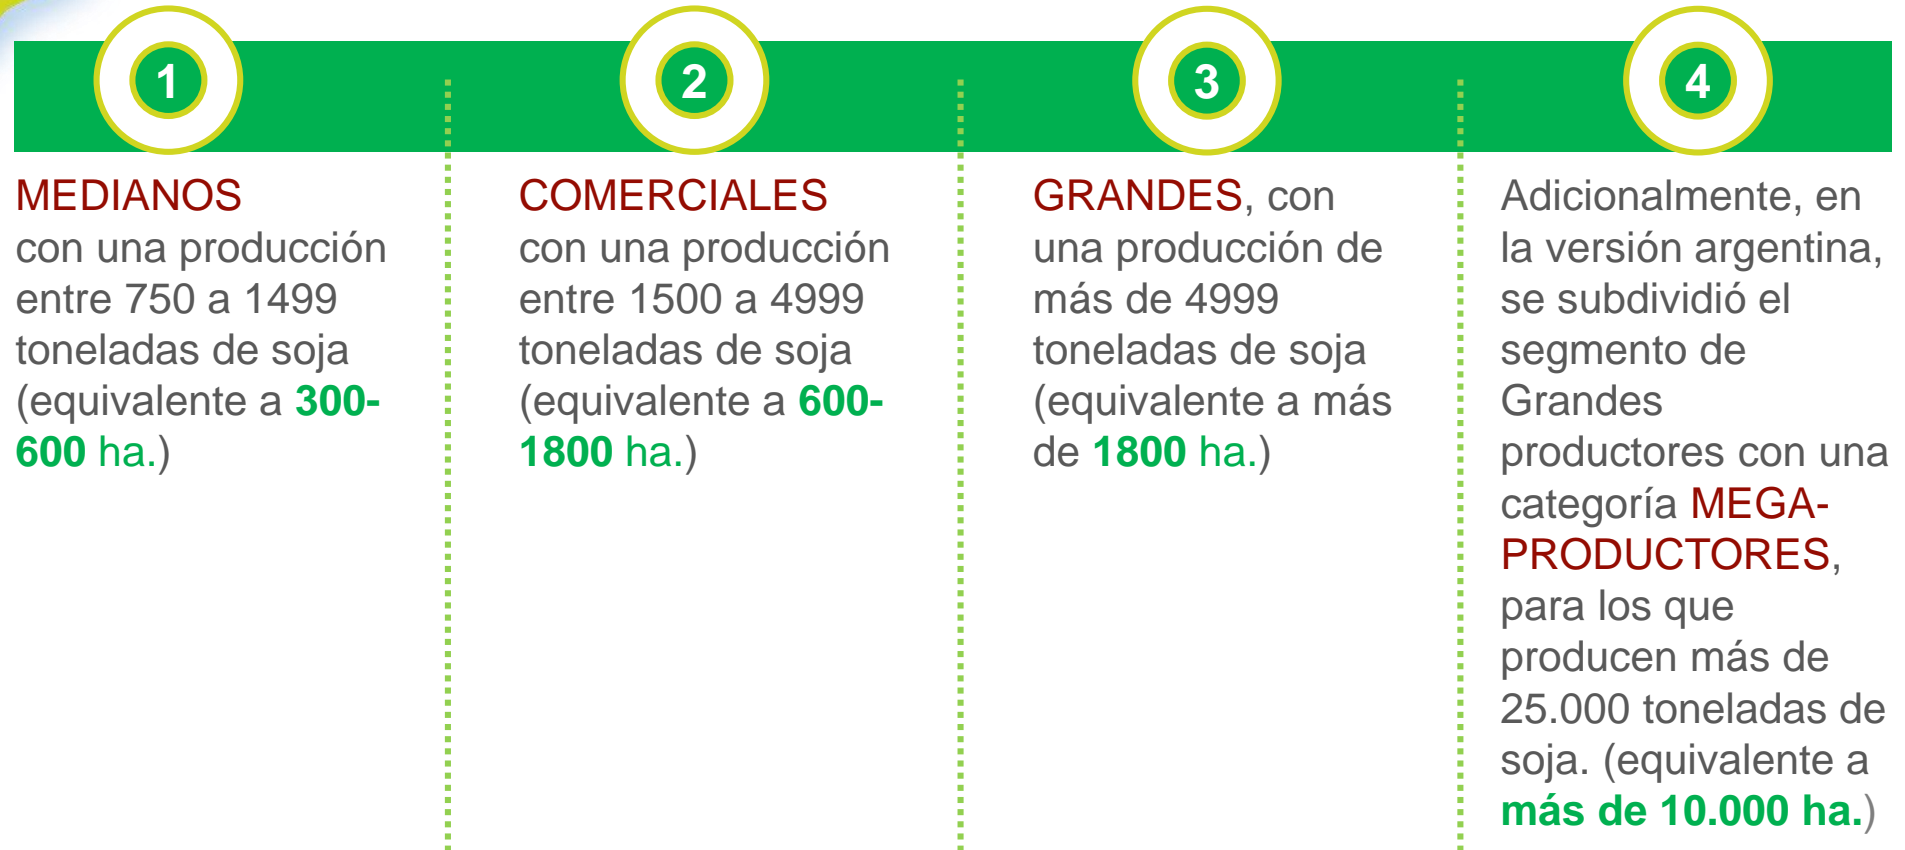 1
MEDIANOS
con una producción
entre 750 a 1499
toneladas de soja
(equivalente a 300-
600 ha.)
2
COMERCIALES
con una producción
entre 1500 a 4999
toneladas de soja
(equivalente a 600-
1800 ha.)
3
GRANDES, con
una producción de
más de 4999
toneladas de soja
(equivalente a más
de 1800 ha.)
4
Adicionalmente, en
la versión argentina,
se subdividió el
segmento de
Grandes
productores con una
categoría MEGA-
PRODUCTORES,
para los que
producen más de
25.000 toneladas de
soja. (equivalente a
más de 10.000 ha.)